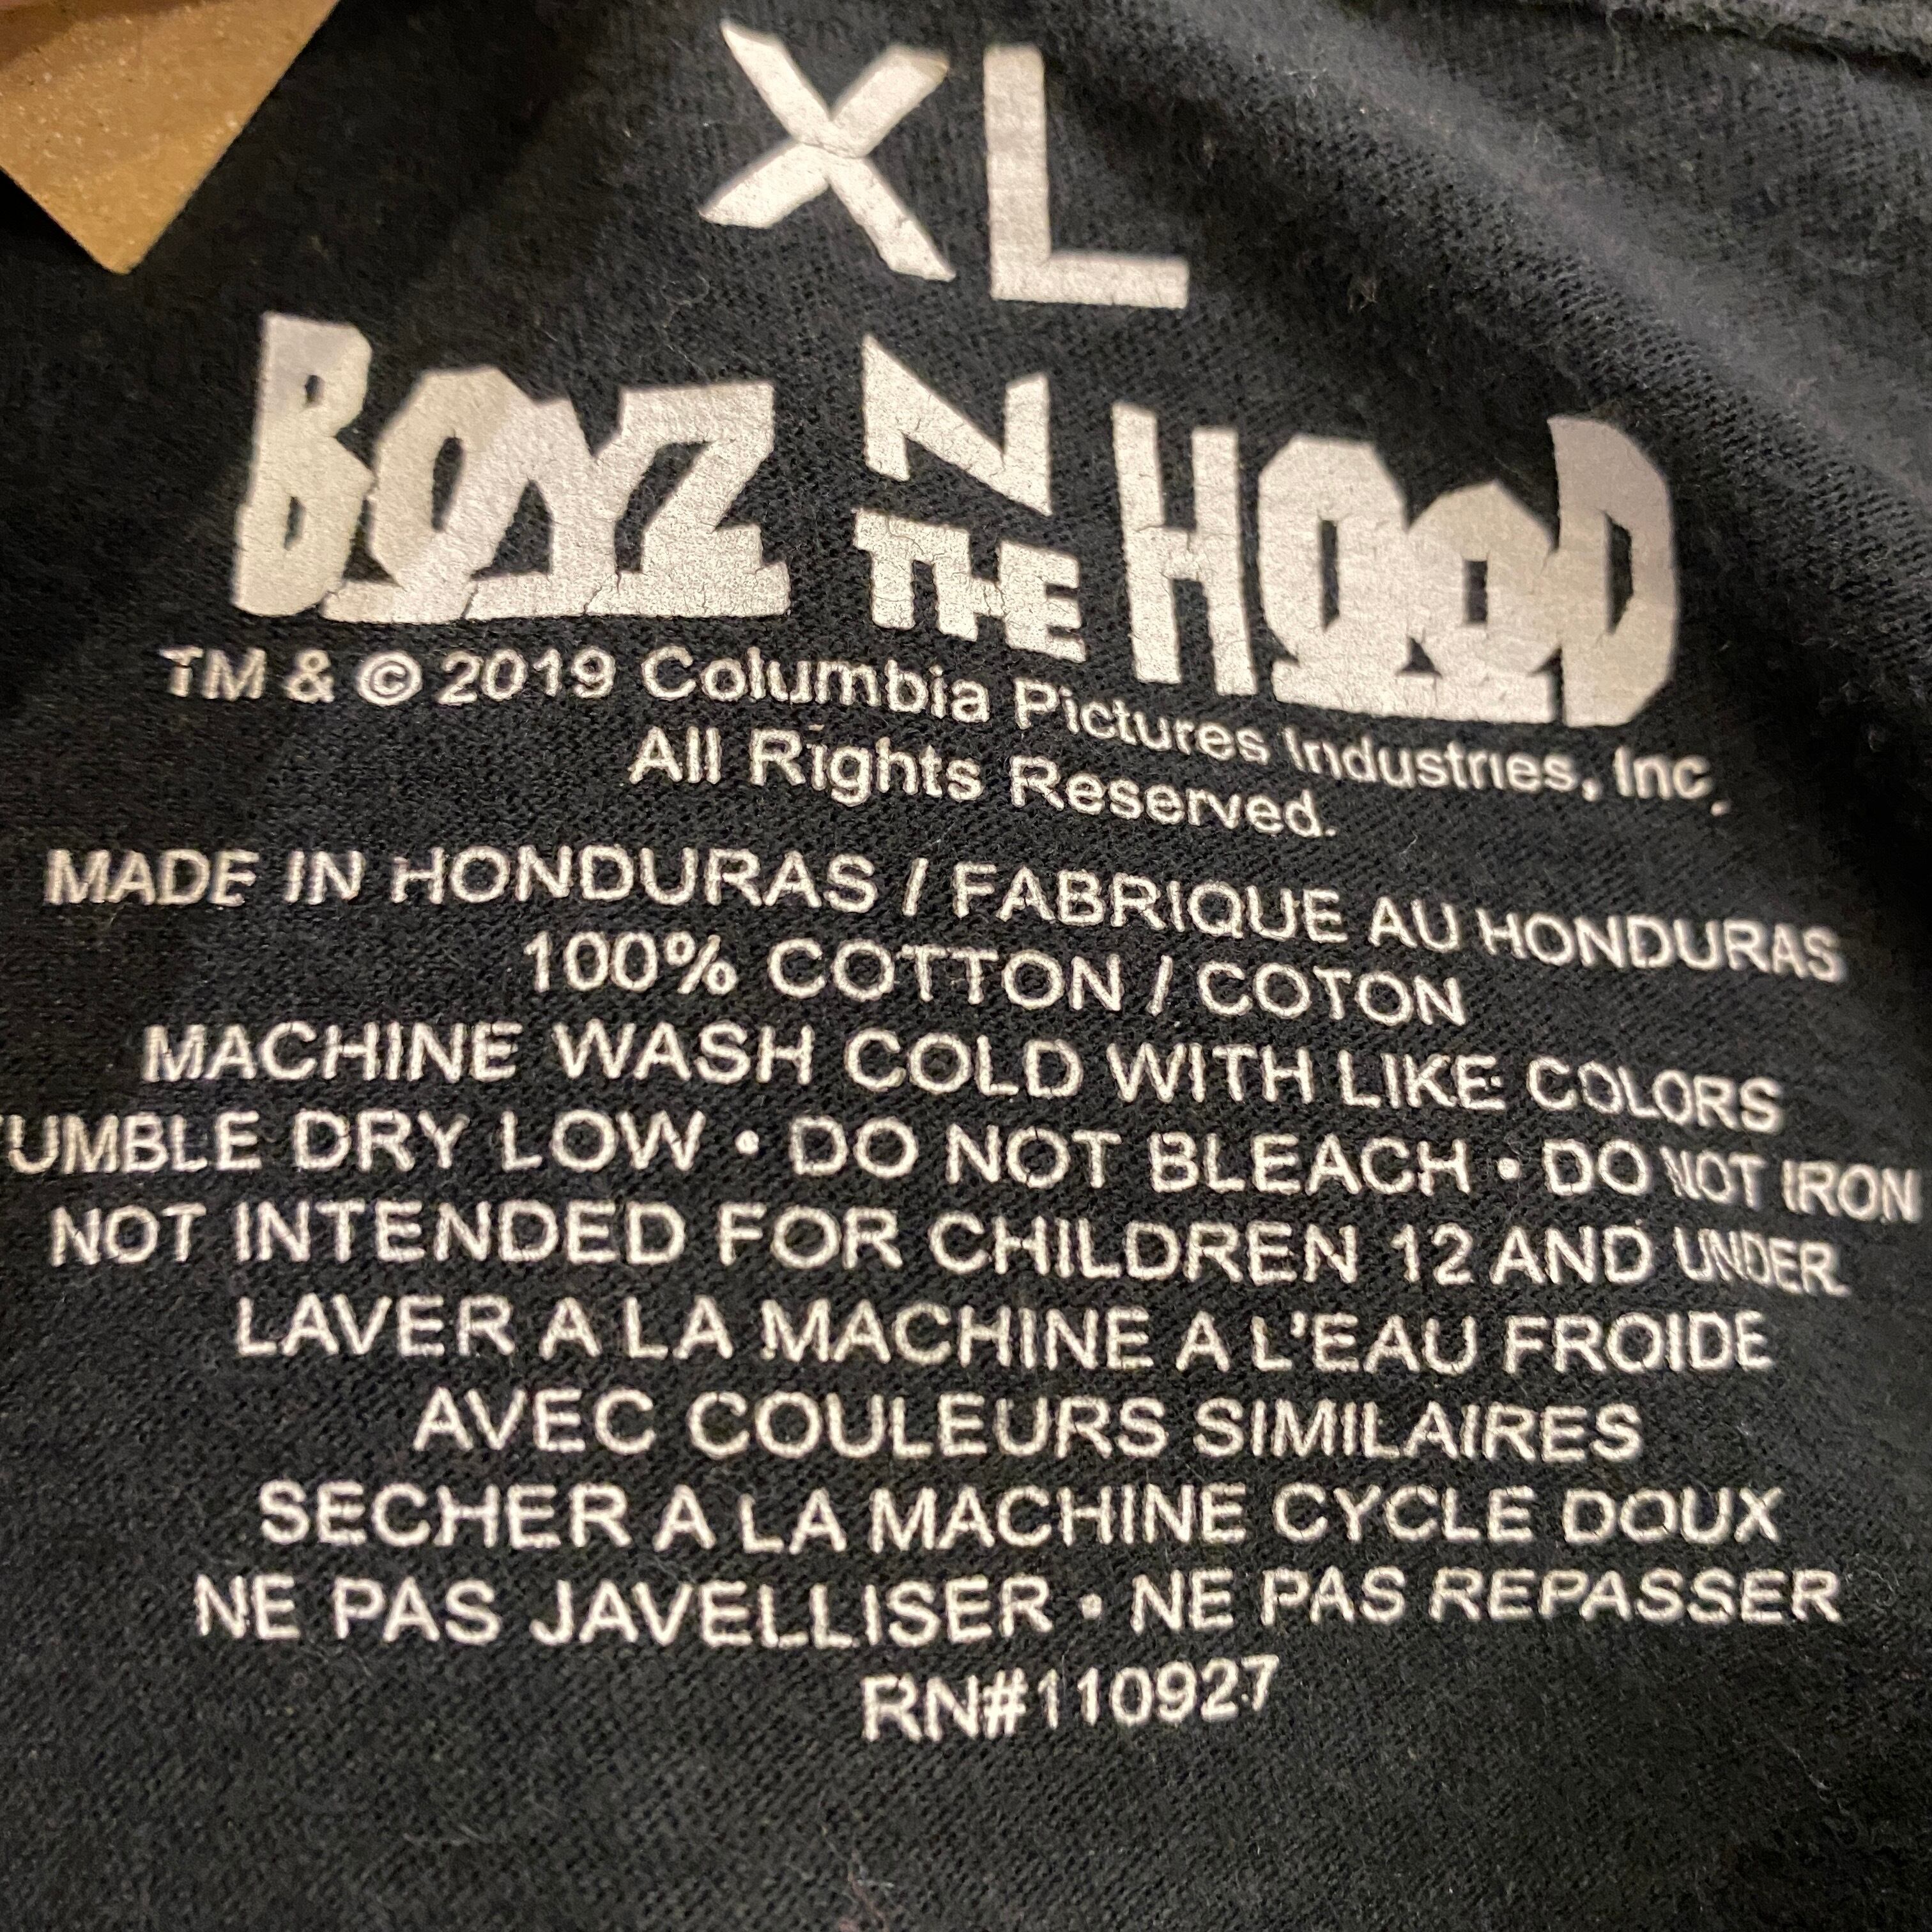 XL
BOYZ N THE HOOD
TM & © 2019 Columbia Pictures Industries, Inc.
All Rights Reserved.
MADE IN HONDURAS / FABRIQUE AU HONDURAS
100% COTTON / COTON
MACHINE WASH COLD WITH LIKE COLORS
TUMBLE DRY LOW • DO NOT BLEACH • DO NOT IRON
NOT INTENDED FOR CHILDREN 12 AND UNDER
LAVER A LA MACHINE A L'EAU FROIDE
AVEC COULEURS SIMILAIRES
SECHER A LA MACHINE CYCLE DOUX
NE PAS JAVELLISER • NE PAS REPASSER
RN#110927